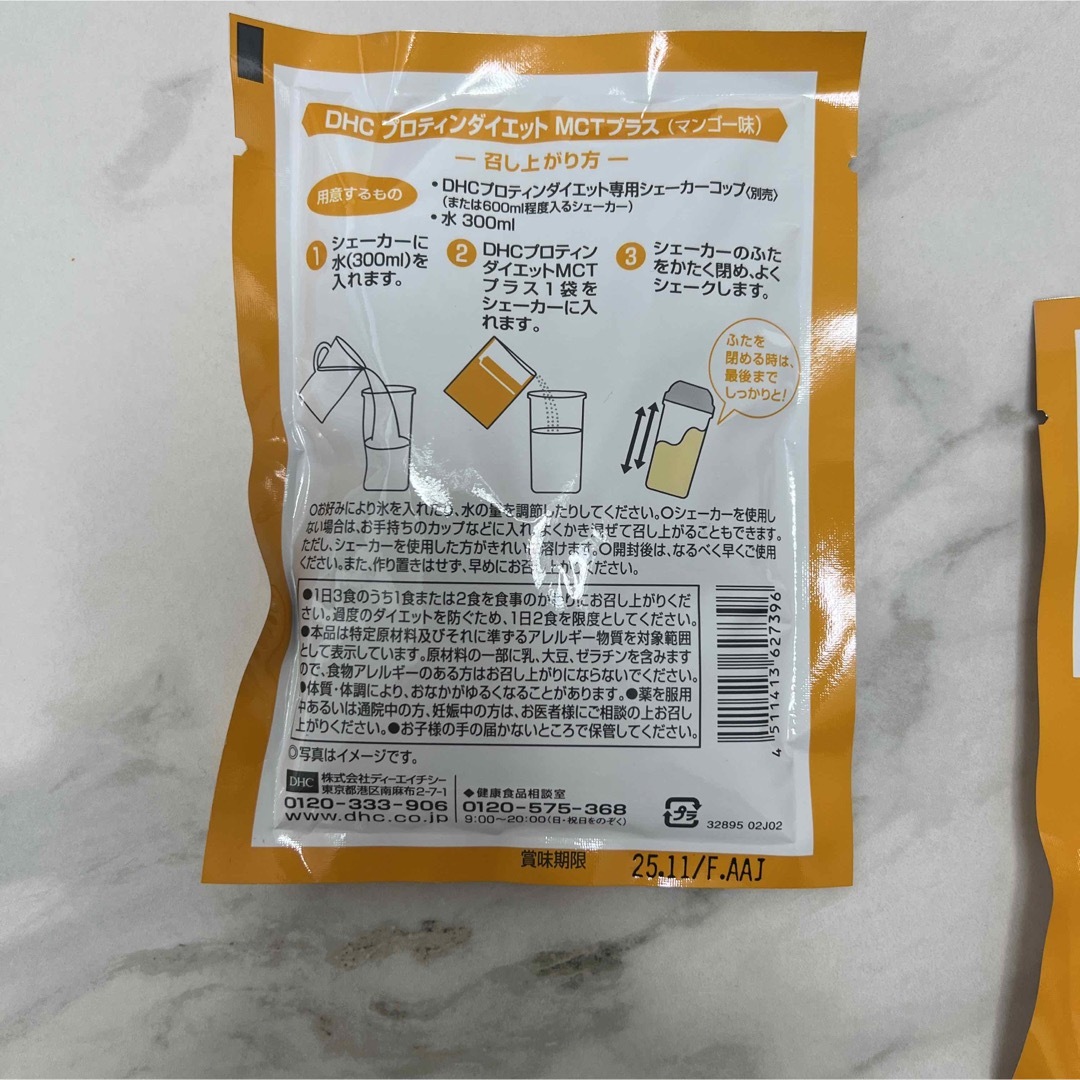 DHC プロティンダイエット MCTプラス（マンゴー味）
― 召し上がり方 ―
用意するもの
・DHCプロティンダイエット専用シェーカーコップ〈別売〉
（または600ml程度入るシェーカー）
・水 300ml
1 シェーカーに
水(300ml)を
入れます。
2 DHCプロティン
ダイエットMCT
プラス1袋を
シェーカーに入
れます。
3 シェーカーのふた
をかたく閉め、よく
シェークします。
ふたを
閉める時は、
最後まで
しっかりと!
〇お好みにより氷を入れたり、水の量を調節したりしてください。〇シェーカーを使用し
ない場合は、お手持ちのカップなどに入れ、よくかき混ぜて召し上がることもできます。
ただし、シェーカーを使用した方がきれいに溶けます。〇開封後は、なるべく早くご使用
ください。また、作り置きはせず、早めにお召し上がりください。
●1日3食のうち1食または2食を食事のかわりにお召し上がりくだ
さい。過度のダイエットを防ぐため、1日2食を限度としてください。
●本品は特定原材料及びそれに準ずるアレルギー物質を対象範囲
として表示しています。原材料の一部に乳、大豆、ゼラチンを含みます
ので、食物アレルギーのある方はお召し上がりにならないでください。
●体質・体調により、おなかがゆるくなることがあります。●薬を服用
中あるいは通院中の方、妊娠中の方は、お医者様にご相談の上お召し
上がりください。●お子様の手の届かないところで保管してください。
4 511413 627396
◎写真はイメージです。
DHC 株式会社ディーエイチシー
東京都港区南麻布2-7-1
0120-333-906
www.dhc.co.jp
◆健康食品相談室
0120-575-368
9:00~20:00(日・祝日をのぞく)
プラ
32895 02J02
賞味期限 25.11/F.AAJ